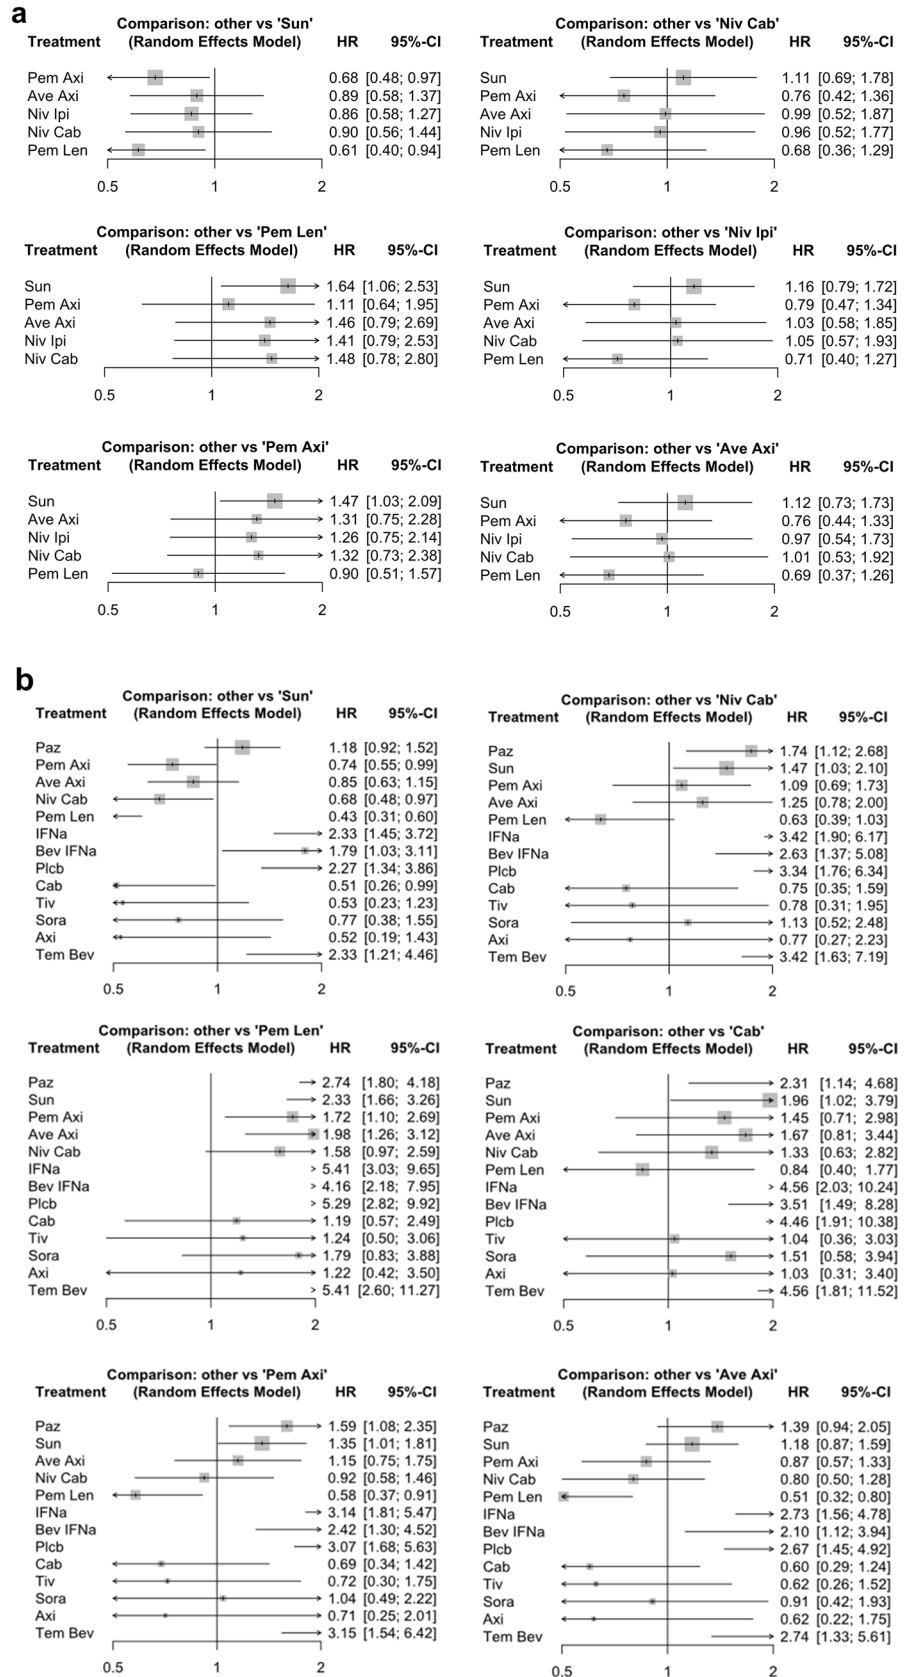 a
Comparison: other vs 'Sun'
Treatment (Random Effects Model) HR 95%-CI
Pem Axi 0.68 [0.48; 0.97]
Ave Axi 0.89 [0.58; 1.37]
Niv Ipi 0.86 [0.58; 1.27]
Niv Cab 0.90 [0.56; 1.44]
Pem Len 0.61 [0.40; 0.94]
0.5 1 2
Comparison: other vs 'Niv Cab'
Treatment (Random Effects Model) HR 95%-CI
Sun 1.11 [0.69; 1.78]
Pem Axi 0.76 [0.42; 1.36]
Ave Axi 0.99 [0.52; 1.87]
Niv Ipi 0.96 [0.52; 1.77]
Pem Len 0.68 [0.36; 1.29]
0.5 1 2
Comparison: other vs 'Pem Len'
Treatment (Random Effects Model) HR 95%-CI
Sun 1.64 [1.06; 2.53]
Pem Axi 1.11 [0.64; 1.95]
Ave Axi 1.46 [0.79; 2.69]
Niv Ipi 1.41 [0.79; 2.53]
Niv Cab 1.48 [0.78; 2.80]
0.5 1 2
Comparison: other vs 'Niv Ipi'
Treatment (Random Effects Model) HR 95%-CI
Sun 1.16 [0.79; 1.72]
Pem Axi 0.79 [0.47; 1.34]
Ave Axi 1.03 [0.58; 1.85]
Niv Cab 1.05 [0.57; 1.93]
Pem Len 0.71 [0.40; 1.27]
0.5 1 2
Comparison: other vs 'Pem Axi'
Treatment (Random Effects Model) HR 95%-CI
Sun 1.47 [1.03; 2.09]
Ave Axi 1.31 [0.75; 2.28]
Niv Ipi 1.26 [0.75; 2.14]
Niv Cab 1.32 [0.73; 2.38]
Pem Len 0.90 [0.51; 1.57]
0.5 1 2
Comparison: other vs 'Ave Axi'
Treatment (Random Effects Model) HR 95%-CI
Sun 1.12 [0.73; 1.73]
Pem Axi 0.76 [0.44; 1.33]
Niv Ipi 0.97 [0.54; 1.73]
Niv Cab 1.01 [0.53; 1.92]
Pem Len 0.69 [0.37; 1.26]
0.5 1 2
b
Comparison: other vs 'Sun'
Treatment (Random Effects Model) HR 95%-CI
Paz 1.18 [0.92; 1.52]
Pem Axi 0.74 [0.55; 0.99]
Ave Axi 0.85 [0.63; 1.15]
Niv Cab 0.68 [0.48; 0.97]
Pem Len 0.43 [0.31; 0.60]
IFNa 2.33 [1.45; 3.72]
Bev IFNa 1.79 [1.03; 3.11]
Plcb 2.27 [1.34; 3.86]
Cab 0.51 [0.26; 0.99]
Tiv 0.53 [0.23; 1.23]
Sora 0.77 [0.38; 1.55]
Axi 0.52 [0.19; 1.43]
Tem Bev 2.33 [1.21; 4.46]
0.5 1 2
Comparison: other vs 'Niv Cab'
Treatment (Random Effects Model) HR 95%-CI
Paz 1.74 [1.12; 2.68]
Sun 1.47 [1.03; 2.10]
Pem Axi 1.09 [0.69; 1.73]
Ave Axi 1.25 [0.78; 2.00]
Pem Len 0.63 [0.39; 1.03]
IFNa 3.42 [1.90; 6.17]
Bev IFNa 2.63 [1.37; 5.08]
Plcb 3.34 [1.76; 6.34]
Cab 0.75 [0.35; 1.59]
Tiv 0.78 [0.31; 1.95]
Sora 1.13 [0.52; 2.48]
Axi 0.77 [0.27; 2.23]
Tem Bev 3.42 [1.63; 7.19]
0.5 1 2
Comparison: other vs 'Pem Len'
Treatment (Random Effects Model) HR 95%-CI
Paz 2.74 [1.80; 4.18]
Sun 2.33 [1.66; 3.26]
Pem Axi 1.72 [1.10; 2.69]
Ave Axi 1.98 [1.26; 3.12]
Niv Cab 1.58 [0.97; 2.59]
IFNa 5.41 [3.03; 9.65]
Bev IFNa 4.16 [2.18; 7.95]
Plcb 5.29 [2.82; 9.92]
Cab 1.19 [0.57; 2.49]
Tiv 1.24 [0.50; 3.06]
Sora 1.79 [0.83; 3.88]
Axi 1.22 [0.42; 3.50]
Tem Bev 5.41 [2.60; 11.27]
0.5 1 2
Comparison: other vs 'Cab'
Treatment (Random Effects Model) HR 95%-CI
Paz 2.31 [1.14; 4.68]
Sun 1.96 [1.02; 3.79]
Pem Axi 1.45 [0.71; 2.98]
Ave Axi 1.67 [0.81; 3.44]
Niv Cab 1.33 [0.63; 2.82]
Pem Len 0.84 [0.40; 1.77]
IFNa 4.56 [2.03; 10.24]
Bev IFNa 3.51 [1.49; 8.28]
Plcb 4.46 [1.91; 10.38]
Tiv 1.04 [0.36; 3.03]
Sora 1.51 [0.58; 3.94]
Axi 1.03 [0.31; 3.40]
Tem Bev 4.56 [1.81; 11.52]
0.5 1 2
Comparison: other vs 'Pem Axi'
Treatment (Random Effects Model) HR 95%-CI
Paz 1.59 [1.08; 2.35]
Sun 1.35 [1.01; 1.81]
Ave Axi 1.15 [0.75; 1.75]
Niv Cab 0.92 [0.58; 1.46]
Pem Len 0.58 [0.37; 0.91]
IFNa 3.14 [1.81; 5.47]
Bev IFNa 2.42 [1.30; 4.52]
Plcb 3.07 [1.68; 5.63]
Cab 0.69 [0.34; 1.42]
Tiv 0.72 [0.30; 1.75]
Sora 1.04 [0.49; 2.22]
Axi 0.71 [0.25; 2.01]
Tem Bev 3.15 [1.54; 6.42]
0.5 1 2
Comparison: other vs 'Ave Axi'
Treatment (Random Effects Model) HR 95%-CI
Paz 1.39 [0.94; 2.05]
Sun 1.18 [0.87; 1.59]
Pem Axi 0.87 [0.57; 1.33]
Niv Cab 0.80 [0.50; 1.28]
Pem Len 0.51 [0.32; 0.80]
IFNa 2.73 [1.56; 4.78]
Bev IFNa 2.10 [1.12; 3.94]
Plcb 2.67 [1.45; 4.92]
Cab 0.60 [0.29; 1.24]
Tiv 0.62 [0.26; 1.52]
Sora 0.91 [0.42; 1.93]
Axi 0.62 [0.22; 1.75]
Tem Bev 2.74 [1.33; 5.61]
0.5 1 2